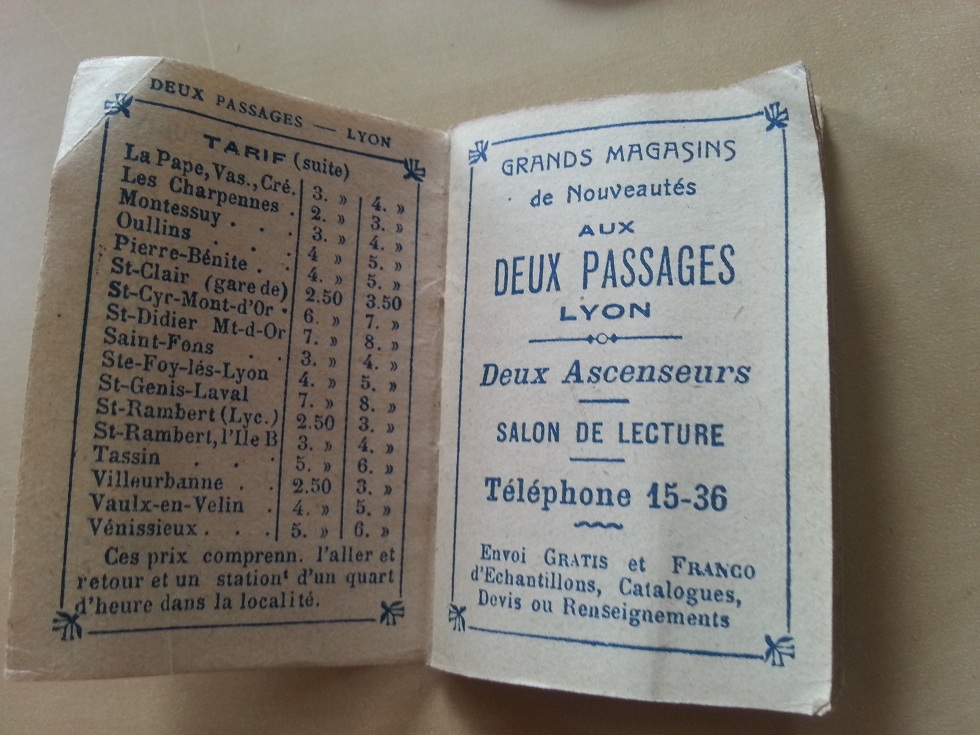 DEUX PASSAGES — LYON
TARIF (suite)
La Pape, Vas., Cré. 3. » 4. »
Les Charpennes . 2. » 3. »
Montessuy . . . 3. » 4. »
Oullins . . . . 4 » 5. »
Pierre-Bénite . . 4. » 5. »
St-Clair (gare de) 2.50 3.50
St-Cyr-Mont-d'Or . 6. » 7. »
St-Didier Mt-d-Or 7. » 8. »
Saint-Fons . . 3. » 4. »
Ste-Foy-lés-Lyon 4. » 5. »
St-Genis-Laval 7. » 8. »
St-Rambert (Lyc.) 2.50 3. »
St-Rambert, l'Ile B 3. » 4. »
Tassin . . . 5. » 6. »
Villeurbanne . . 2.50 3. »
Vaulx-en-Velin . 4. » 5. »
Vénissieux . . . 5. » 6. »
Ces prix comprenn. l'aller et
retour et un stationt d'un quart
d'heure dans la localité.
GRANDS MAGASINS
de Nouveautés
AUX
DEUX PASSAGES
LYON
Deux Ascenseurs
SALON DE LECTURE
Téléphone 15-36
Envoi GRATIS et FRANCO
d'Echantillons, Catalogues,
Devis ou Renseignements